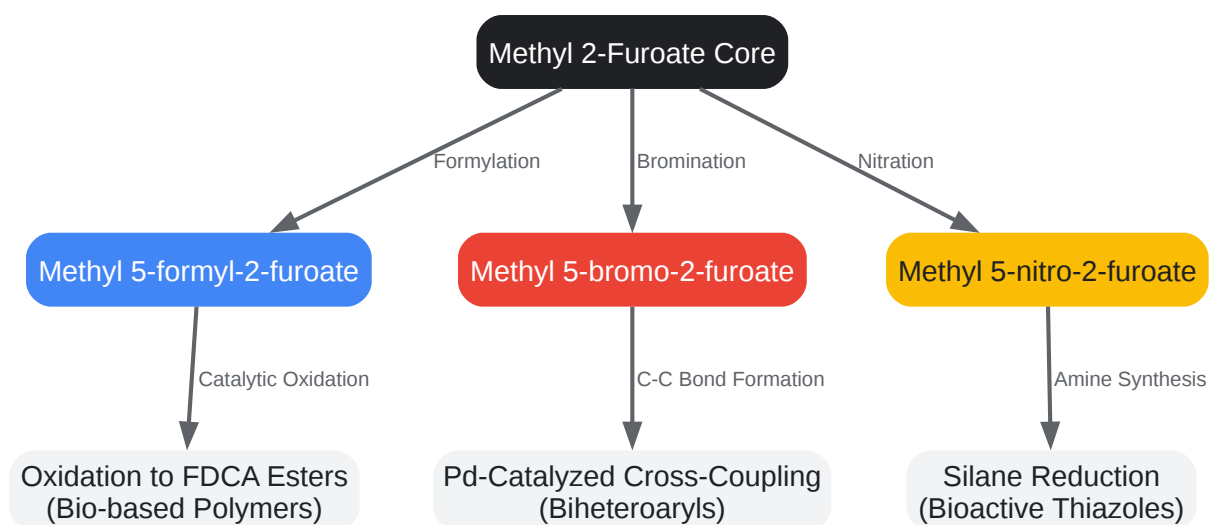 Methyl 2-Furoate Core
Formylation
Bromination
Nitration
Methyl 5-formyl-2-furoate
Methyl 5-bromo-2-furoate
Methyl 5-nitro-2-furoate
Catalytic Oxidation
C-C Bond Formation
Amine Synthesis
Oxidation to FDCA Esters
(Bio-based Polymers)
Pd-Catalyzed Cross-Coupling
(Biheteroaryls)
Silane Reduction
(Bioactive Thiazoles)